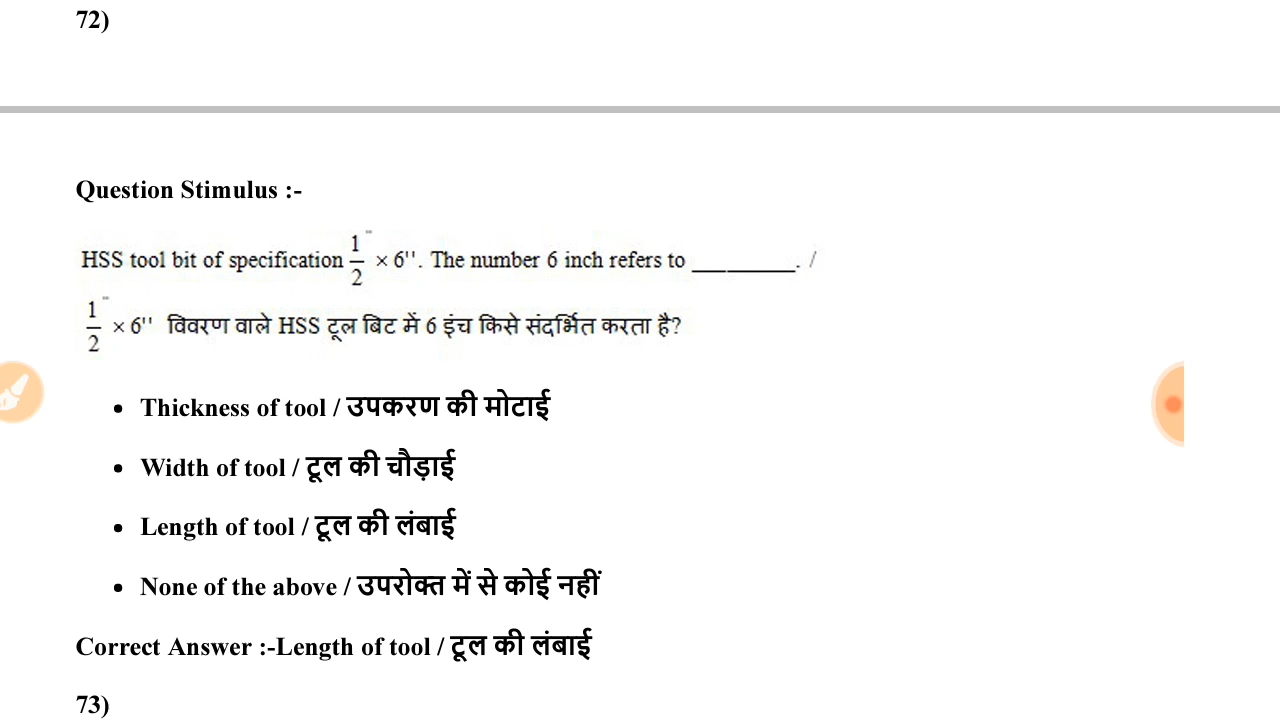 72)
Question Stimulus :-
HSS tool bit of specification 1/2" × 6''. The number 6 inch refers to _________. /
1/2" × 6'' विवरण वाले HSS टूल बिट में 6 इंच किसे संदर्भित करता है?
• Thickness of tool / उपकरण की मोटाई
• Width of tool / टूल की चौड़ाई
• Length of tool / टूल की लंबाई
• None of the above / उपरोक्त में से कोई नहीं
Correct Answer :-Length of tool / टूल की लंबाई
73)